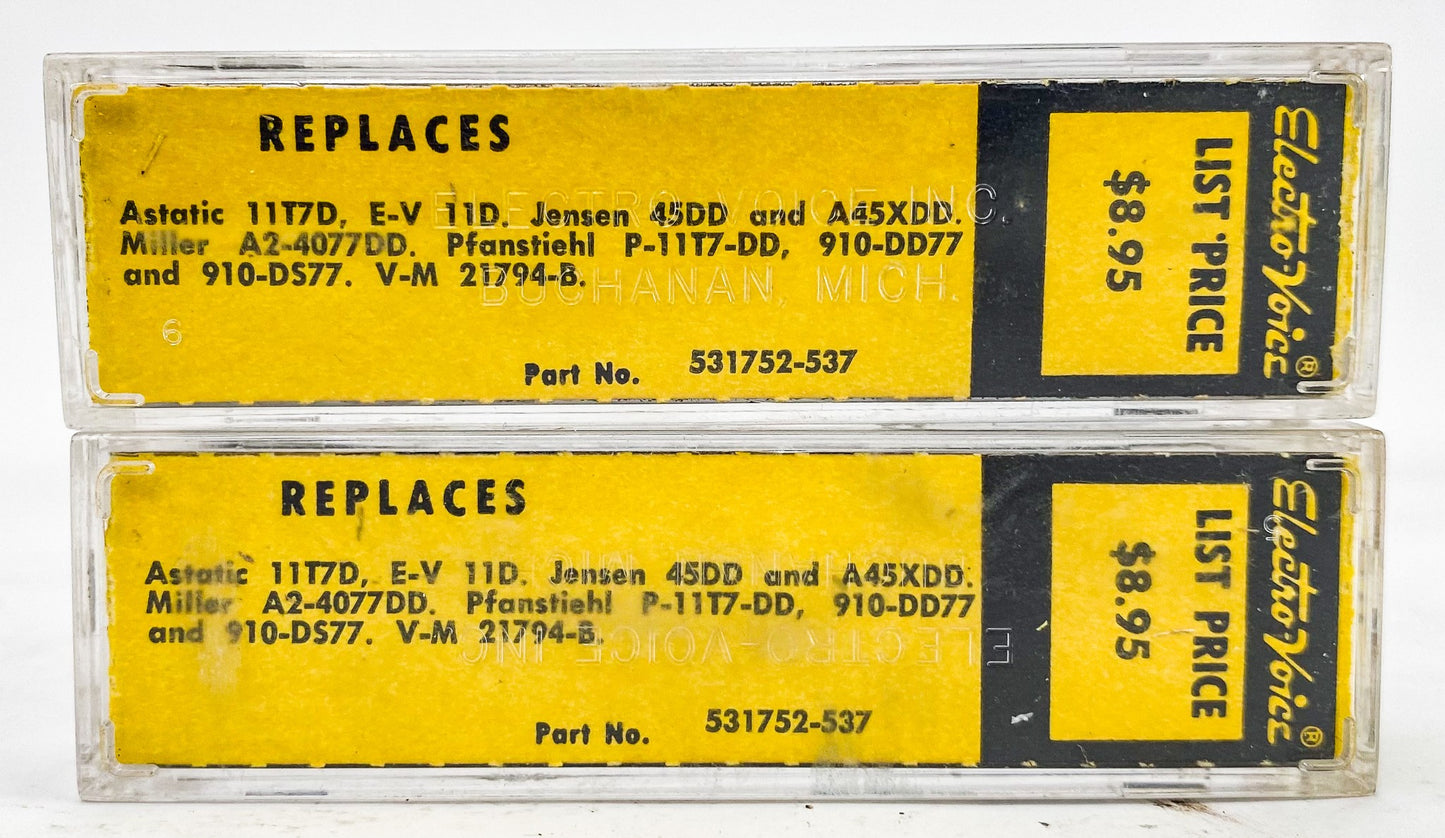 REPLACES
Astatic 11T7D, E-V 11D. Jensen 45DD and A45XDD.
Miller A2-4077DD. Pfanstiehl P-11T7-DD, 910-DD77
and 910-DS77. V-M 21794-B.
Part No. 531752-537
ELECTRO-VOICE INC.
BUCHANAN, MICH.
6
LIST PRICE
$8.95
Electro-Voice®
REPLACES
Astatic 11T7D, E-V 11D. Jensen 45DD and A45XDD.
Miller A2-4077DD. Pfanstiehl P-11T7-DD, 910-DD77
and 910-DS77. V-M 21794-B.
Part No. 531752-537
BUCHANAN, MICH.
ELECTRO-VOICE INC.
LIST PRICE
$8.95
Electro-Voice®